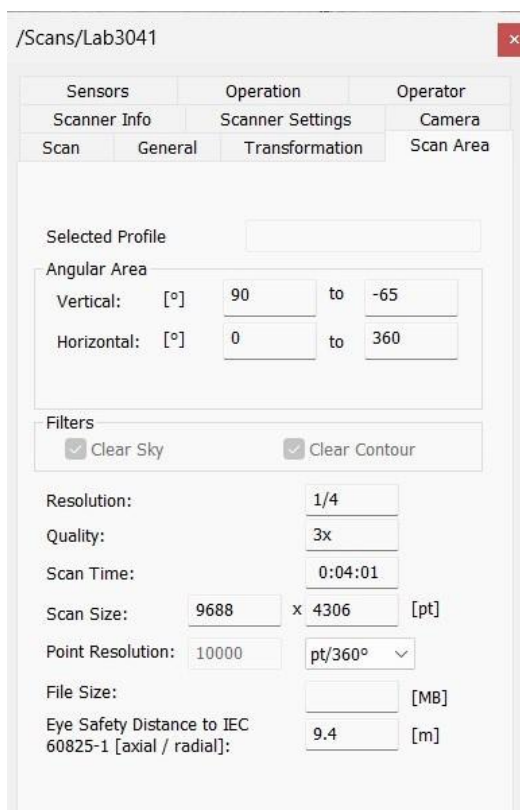 /Scans/Lab3041
×
Sensors Operation Operator
Scanner Info Scanner Settings Camera
Scan General Transformation Scan Area
Selected Profile
Angular Area
Vertical: [°] 90 to -65
Horizontal: [°] 0 to 360
Filters
Clear Sky Clear Contour
Resolution: 1/4
Quality: 3x
Scan Time: 0:04:01
Scan Size: 9688 x 4306 [pt]
Point Resolution: 10000 pt/360°
File Size: [MB]
Eye Safety Distance to IEC
60825-1 [axial / radial]: 9.4 [m]